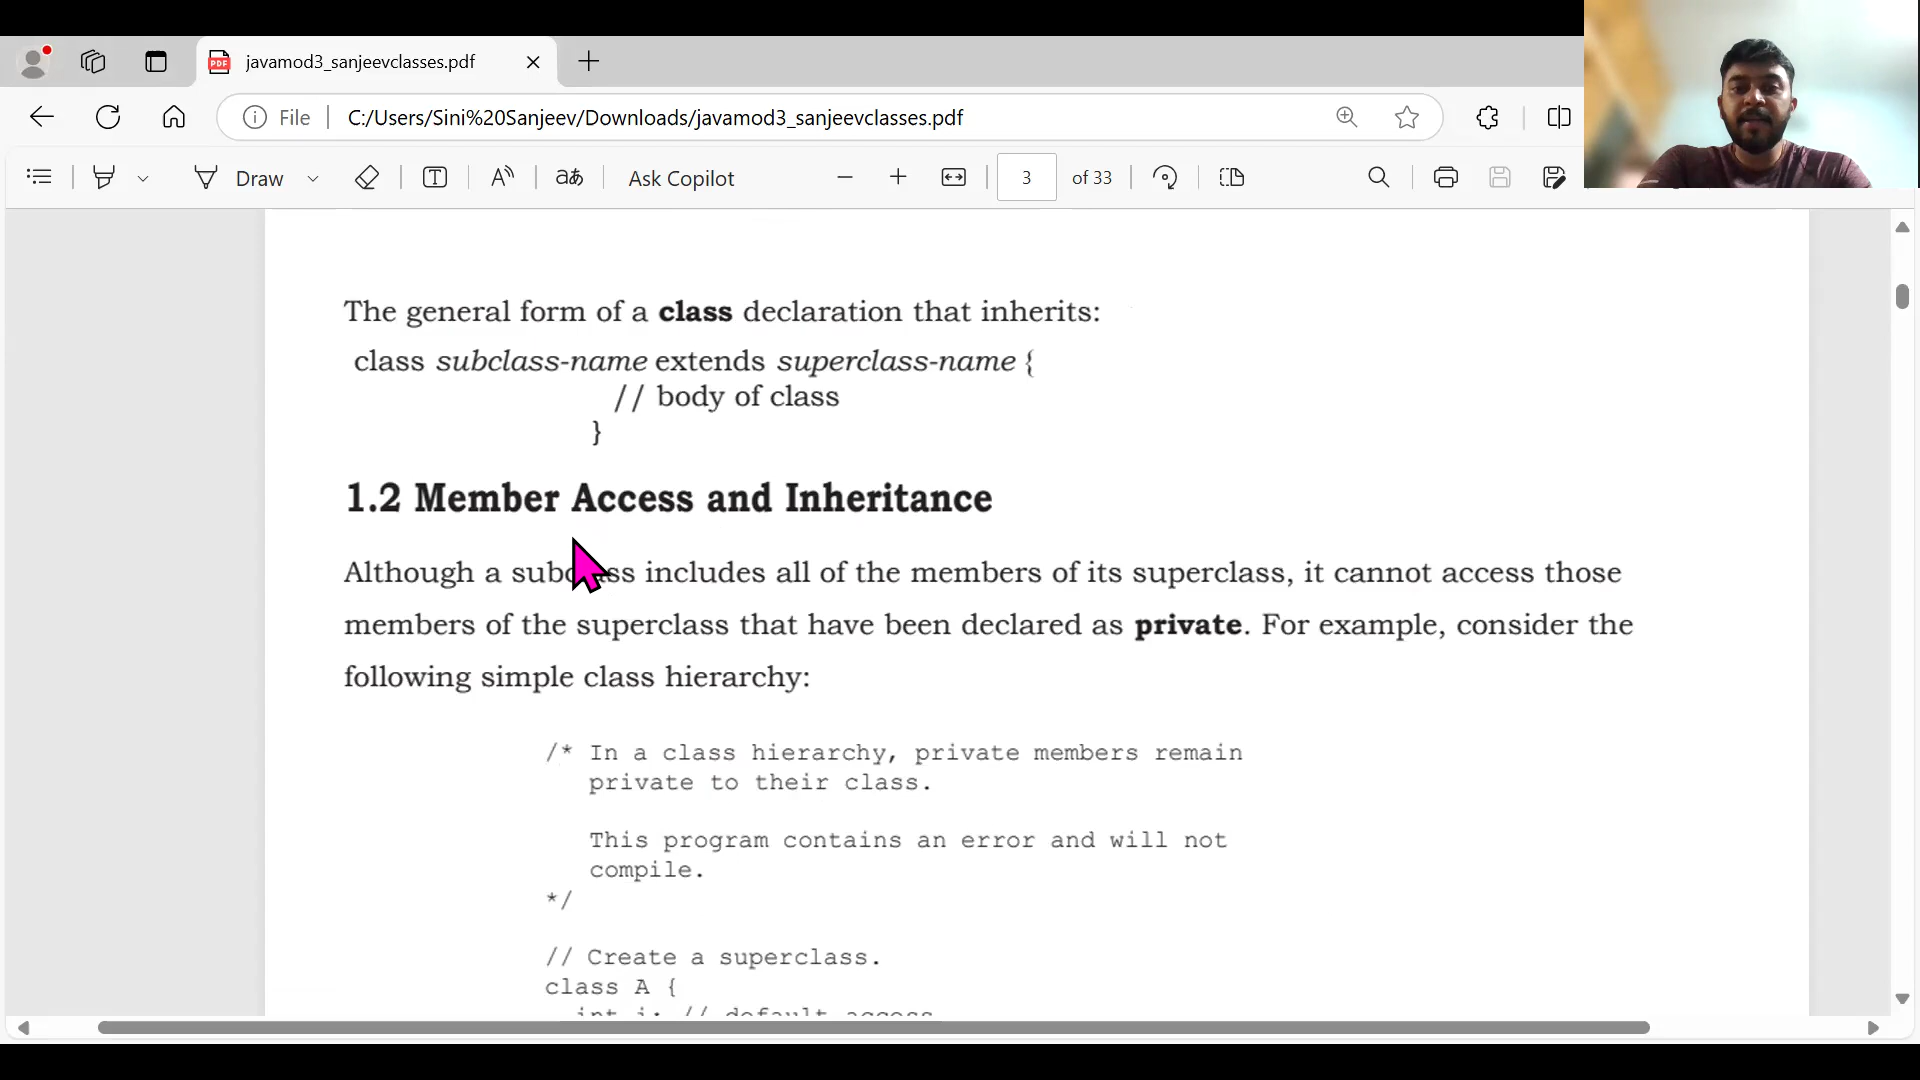 javamod3_sanjeevclasses.pdf
File
C:/Users/Sini%20Sanjeev/Downloads/javamod3_sanjeevclasses.pdf
Draw
Ask Copilot
3
of 33
The general form of a class declaration that inherits:
class subclass-name extends superclass-name {
// body of class
}
1.2 Member Access and Inheritance
Although a subclass includes all of the members of its superclass, it cannot access those
members of the superclass that have been declared as private. For example, consider the
following simple class hierarchy:
/* In a class hierarchy, private members remain
private to their class.
This program contains an error and will not
compile.
*/
// Create a superclass.
class A {
int i; // default access